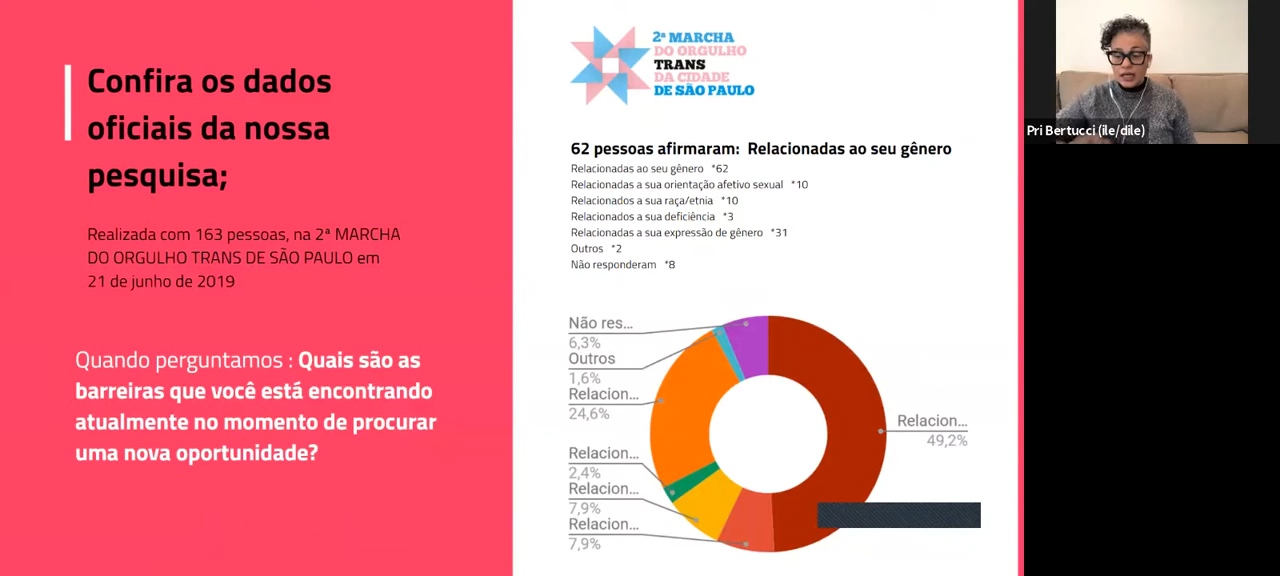 Confira os dados
oficiais da nossa
pesquisa;
Realizada com 163 pessoas, na 2ª MARCHA
DO ORGULHO TRANS DE SÃO PAULO em
21 de junho de 2019
Quando perguntamos : Quais são as
barreiras que você está encontrando
atualmente no momento de procurar
uma nova oportunidade?
2ª MARCHA
DO ORGULHO
TRANS
DA CIDADE
DE SÃO PAULO
62 pessoas afirmaram: Relacionadas ao seu gênero
Relacionadas ao seu gênero *62
Relacionadas a sua orientação afetivo sexual *10
Relacionados a sua raça/etnia *10
Relacionados a sua deficiência *3
Relacionadas a sua expressão de gênero *31
Outros *2
Não responderam *8
Não res...
6,3%
Outros
1,6%
Relacion...
24,6%
Relacion...
2,4%
Relacion...
7,9%
Relacion...
7,9%
Relacion...
49,2%
Pri Bertucci (ile/dile)